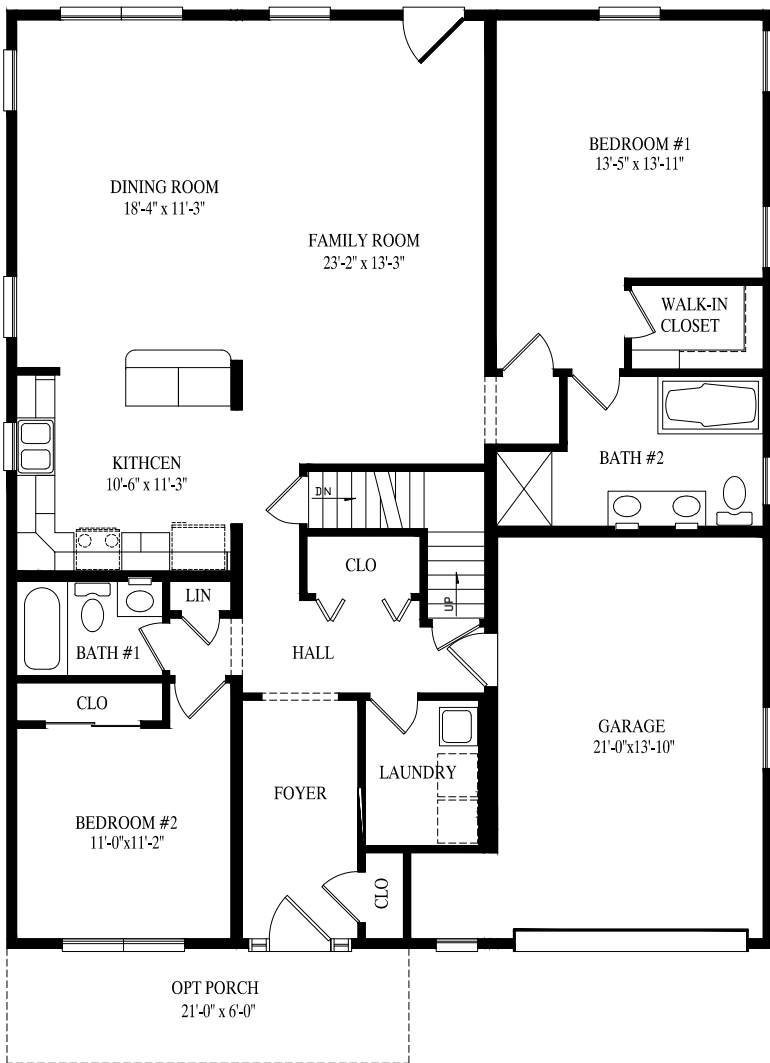 BEDROOM #1
13'-5" x 13'-11"
DINING ROOM
18'-4" x 11'-3"
FAMILY ROOM
23'-2" x 13'-3"
WALK-IN
CLOSET
KITHCEN
10'-6" x 11'-3"
BATH #2
DN
CLO
LIN
UP
BATH #1
HALL
CLO
GARAGE
21'-0"x13'-10"
LAUNDRY
FOYER
BEDROOM #2
11'-0"x11'-2"
CLO
OPT PORCH
21'-0" x 6'-0"